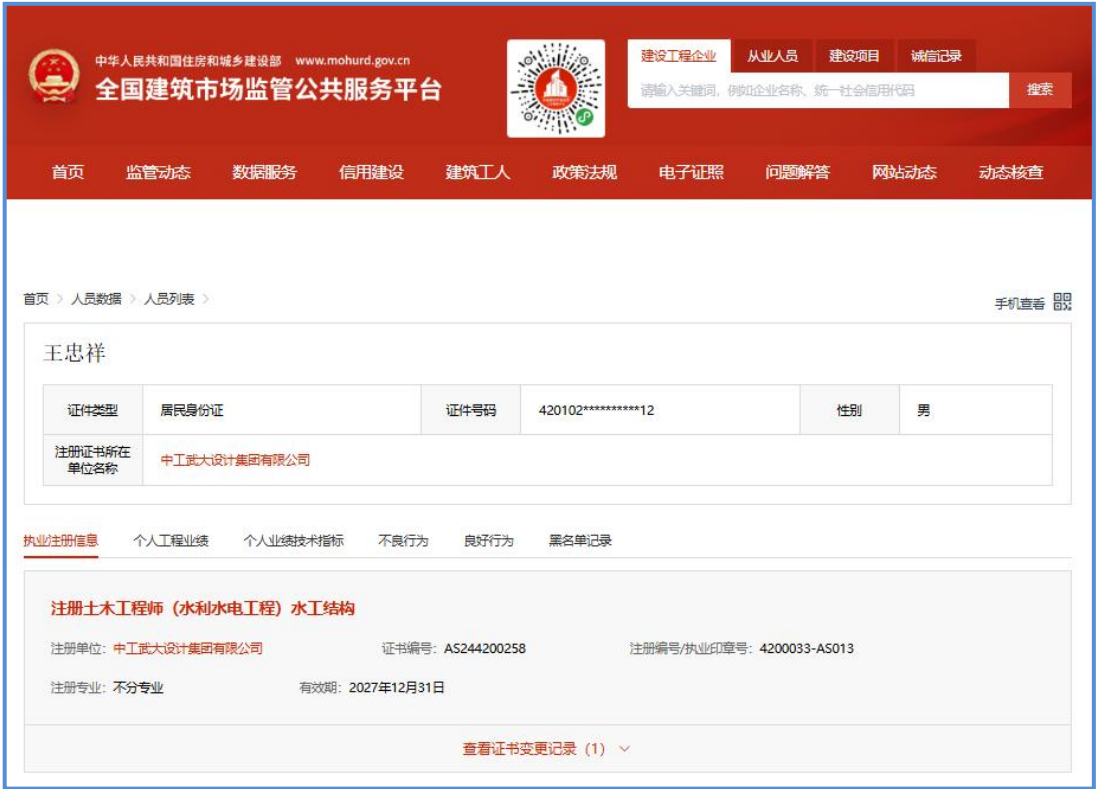 中华人民共和国住房和城乡建设部 www.mohurd.gov.cn
全国建筑市场监管公共服务平台
建设工程企业 从业人员 建设项目 诚信记录
请输入关键词，例如企业名称、统一社会信用代码 搜索
首页 监管动态 数据服务 信用建设 建筑工人 政策法规 电子证照 问题解答 网站动态 动态核查
首页 > 人员数据 > 人员列表 >
手机查看
王忠祥
证件类型 居民身份证 证件号码 420102**********12 性别 男
注册证书所在
单位名称
中工武大设计集团有限公司
执业注册信息 个人工程业绩 个人业绩技术指标 不良行为 良好行为 黑名单记录
注册土木工程师（水利水电工程）水工结构
注册单位：中工武大设计集团有限公司 证书编号：AS244200258 注册编号/执业印章号：4200033-AS013
注册专业：不分专业 有效期：2027年12月31日
查看证书变更记录（1）